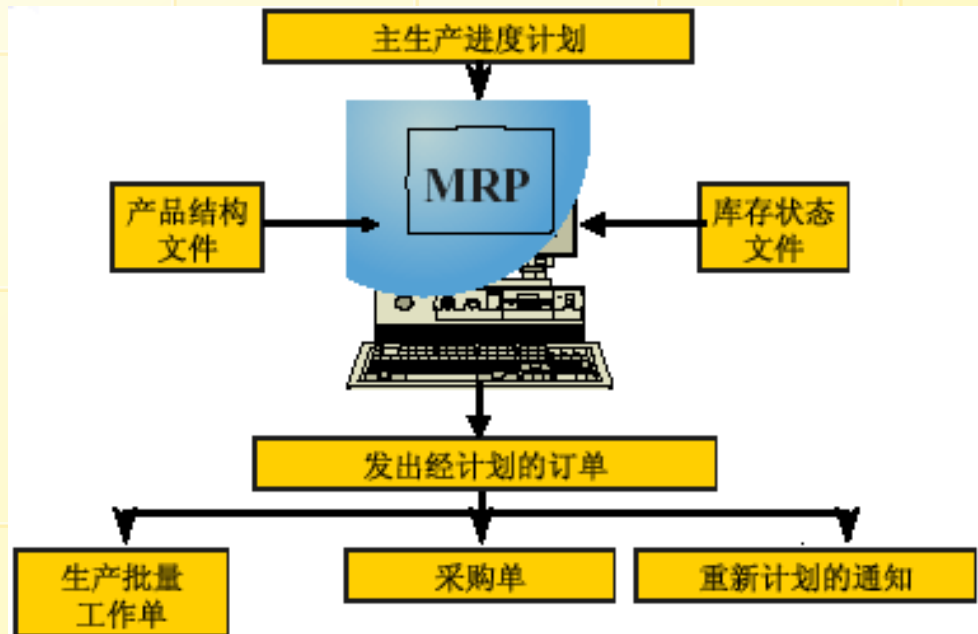 主生产进度计划
MRP
产品结构
文件
库存状态
文件
发出经计划的订单
生产批量
工作单
采购单
重新计划的通知